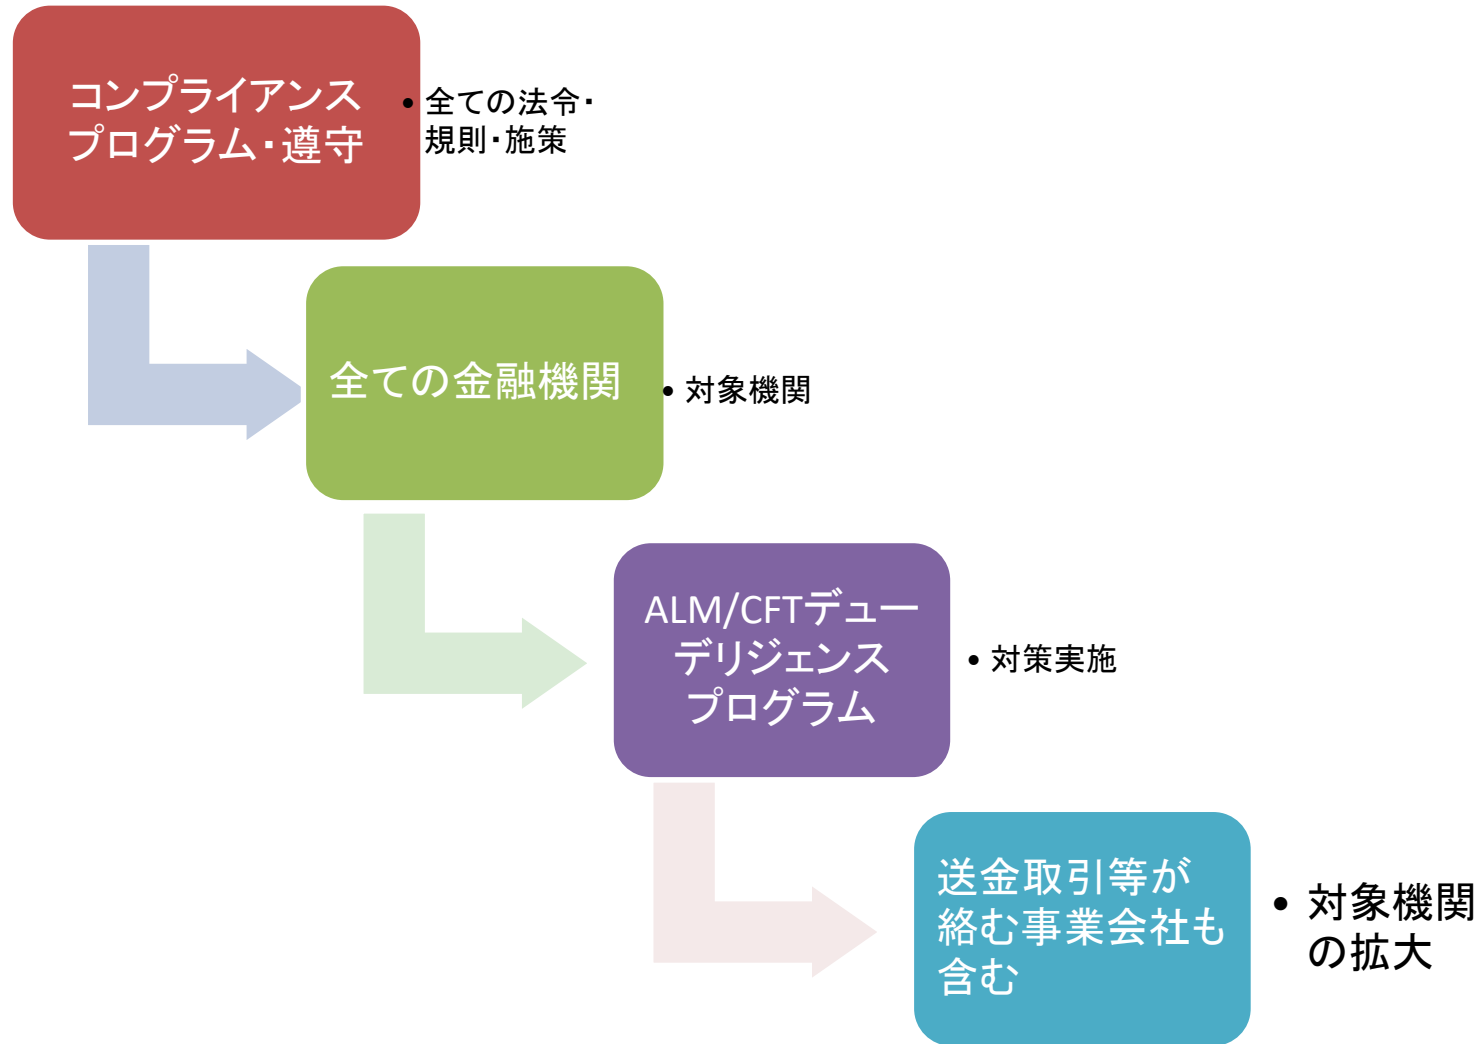 コンプライアンス
プログラム・遵守
• 全ての法令・
規則・施策
全ての金融機関
• 対象機関
ALM/CFTデュー
デリジェンス
プログラム
• 対策実施
送金取引等が
絡む事業会社も
含む
• 対象機関
の拡大